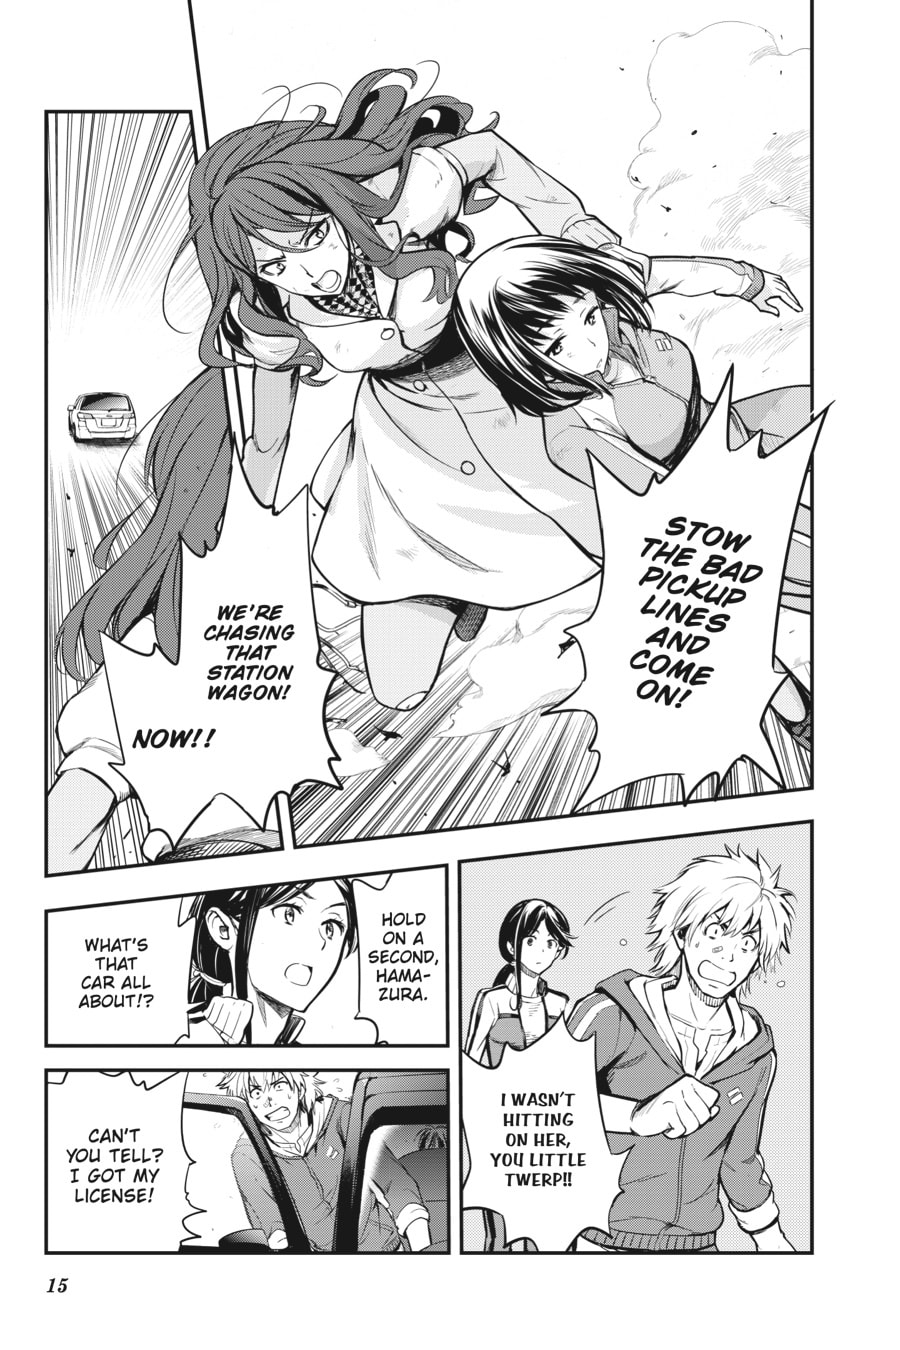 STOW
THE BAD
PICKUP
LINES
AND
COME
ON!
WE'RE
CHASING
THAT
STATION
WAGON!
NOW!!
I WASN'T
HITTING
ON HER,
YOU LITTLE
TWERP!!
HOLD
ON A
SECOND,
HAMA-
ZURA.
WHAT'S
THAT
CAR ALL
ABOUT!?
CAN'T
YOU TELL?
I GOT MY
LICENSE!
15